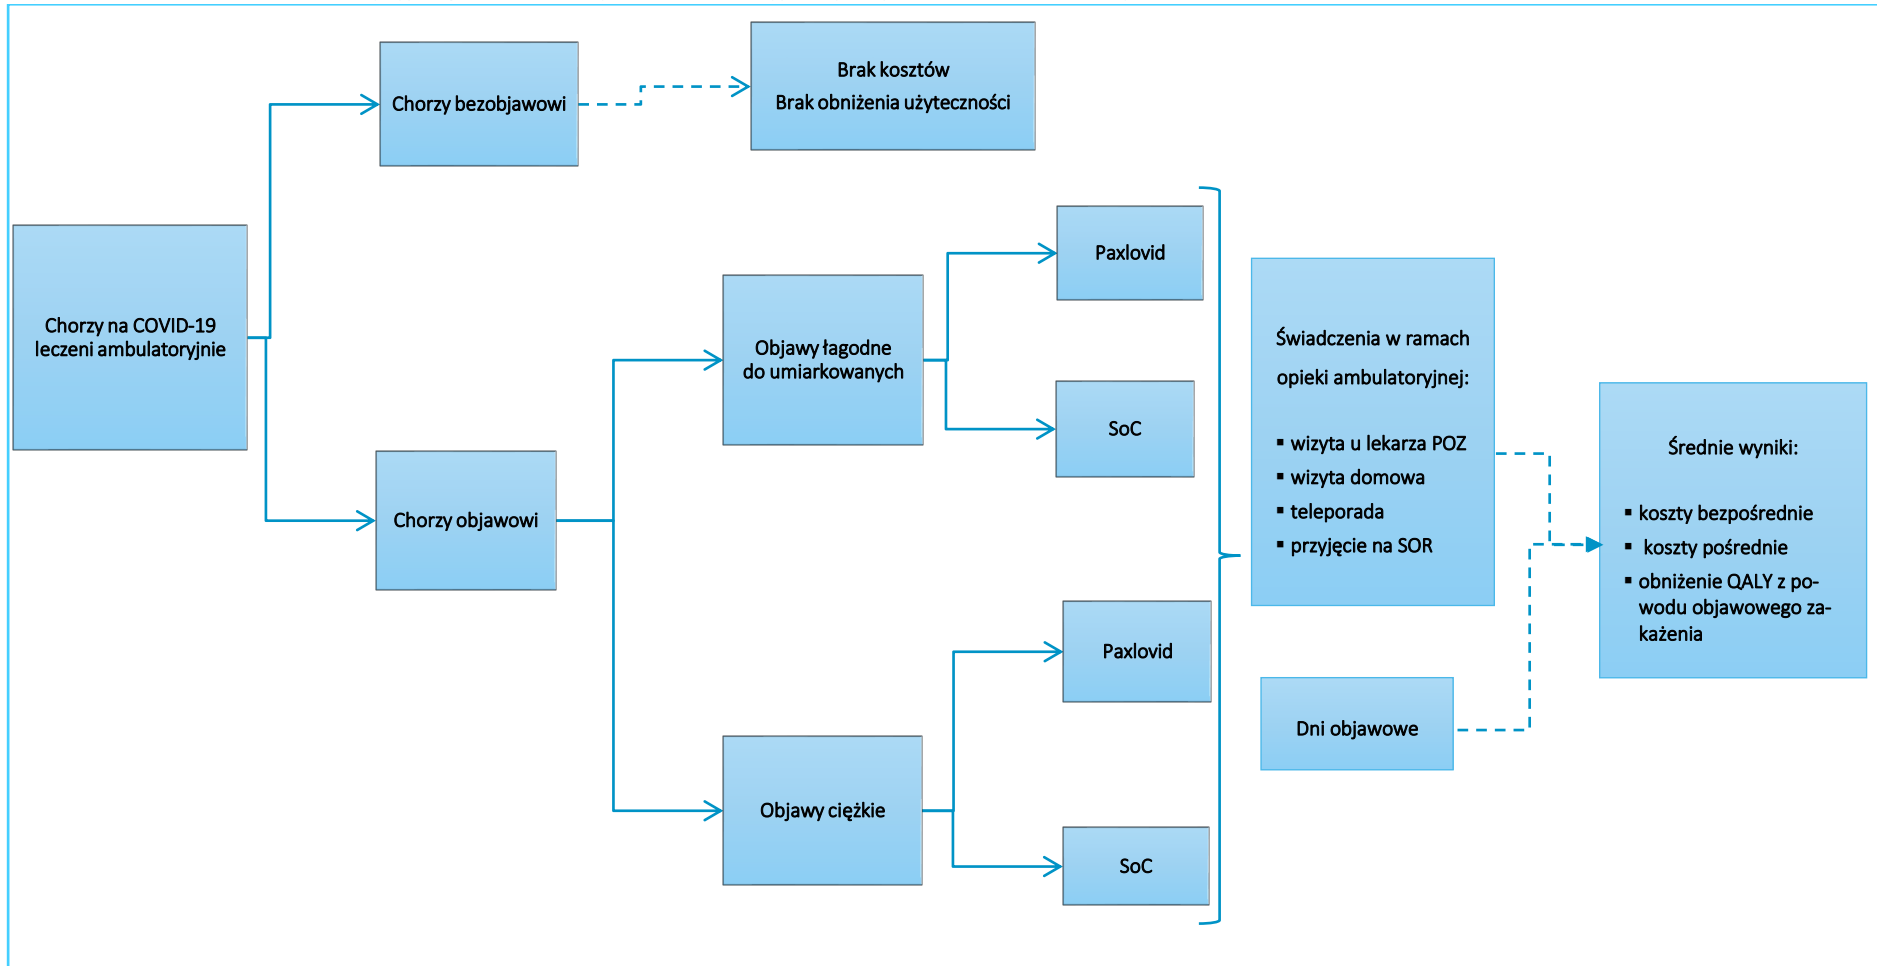 Brak kosztów
Brak obniżenia użyteczności
Chorzy bezobjawowi
Chorzy na COVID-19
leczeni ambulatoryjnie
Chorzy objawowi
Objawy łagodne
do umiarkowanych
Paxlovid
SoC
Objawy ciężkie
Paxlovid
SoC
Świadczenia w ramach
opieki ambulatoryjnej:
▪ wizyta u lekarza POZ
▪ wizyta domowa
▪ teleporada
▪ przyjęcie na SOR
Dni objawowe
Średnie wyniki:
▪ koszty bezpośrednie
▪ koszty pośrednie
▪ obniżenie QALY z po-
wodu objawowego za-
każenia